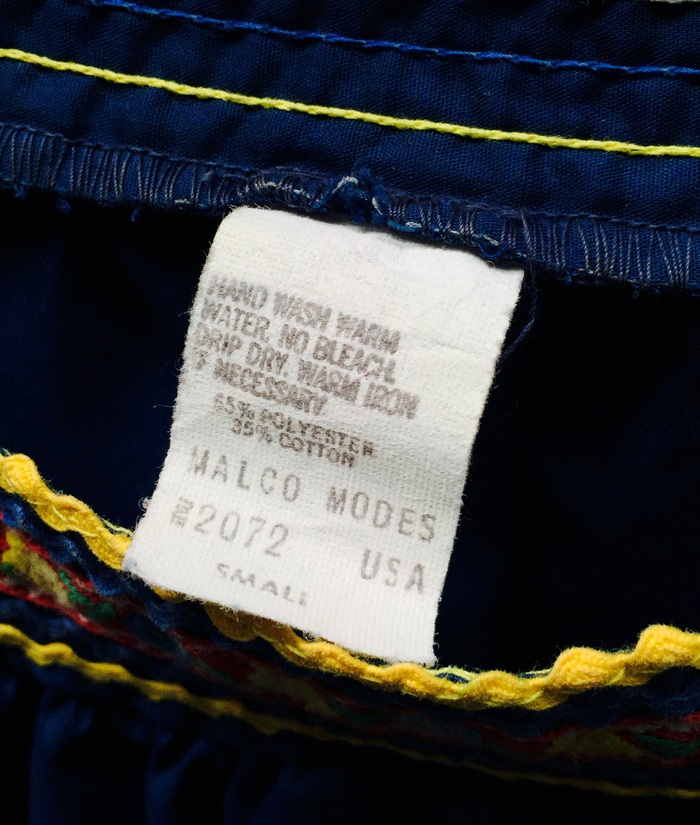 HAND WASH WARM
WATER. NO BLEACH.
DRIP DRY. WARM IRON
F NECESSARY
65% POLYESTER
35% COTTON
MALCO MODES
RN 2072 USA
SMALL